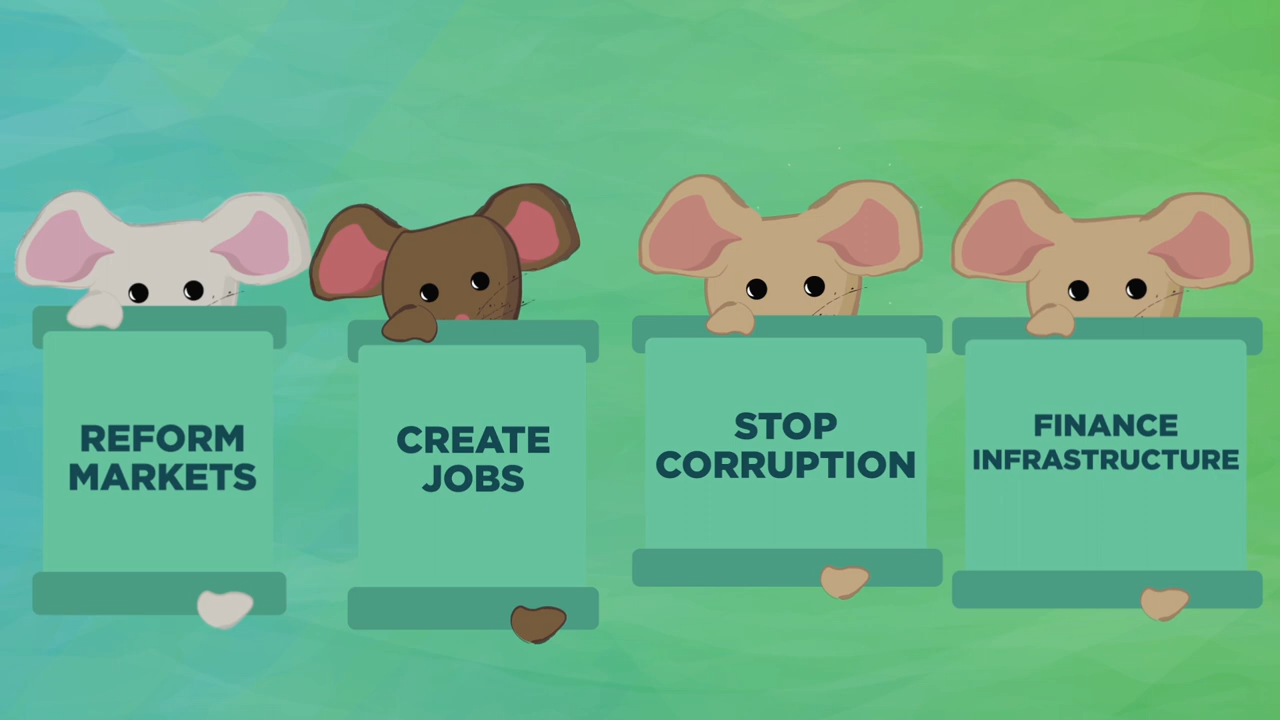 REFORM
MARKETS
CREATE
JOBS
STOP
CORRUPTION
FINANCE
INFRASTRUCTURE